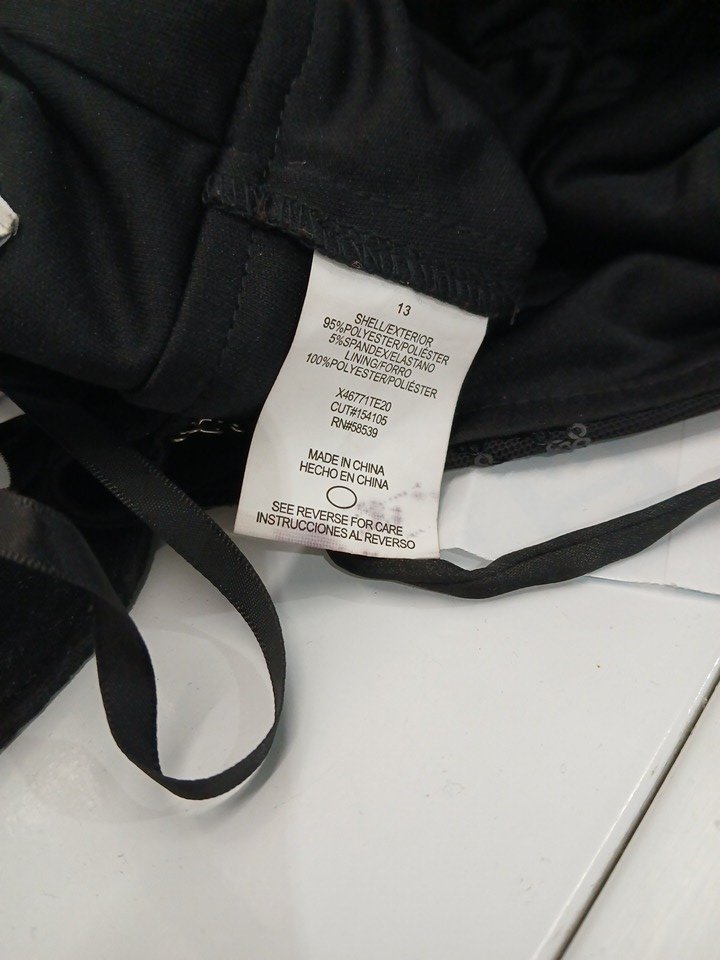 13
SHELL/EXTERIOR
95%POLYESTER/POLIÉSTER
5%SPANDEX/ELASTANO
LINING/FORRO
100%POLYESTER/POLIÉSTER
X46771TE20
CUT#154105
RN#58539
MADE IN CHINA
HECHO EN CHINA
SEE REVERSE FOR CARE
INSTRUCCIONES AL REVERSO